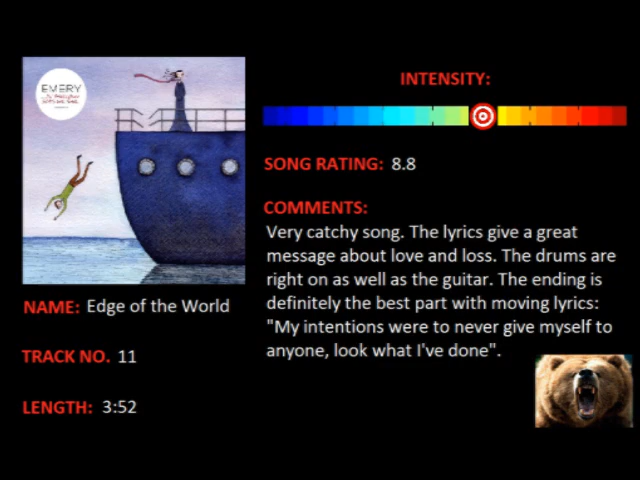 EMERY
INTENSITY:
SONG RATING: 8.8
COMMENTS:
Very catchy song. The lyrics give a great
message about love and loss. The drums are
right on as well as the guitar. The ending is
definitely the best part with moving lyrics:
"My intentions were to never give myself to
anyone, look what I've done".
NAME: Edge of the World
TRACK NO. 11
LENGTH: 3:52